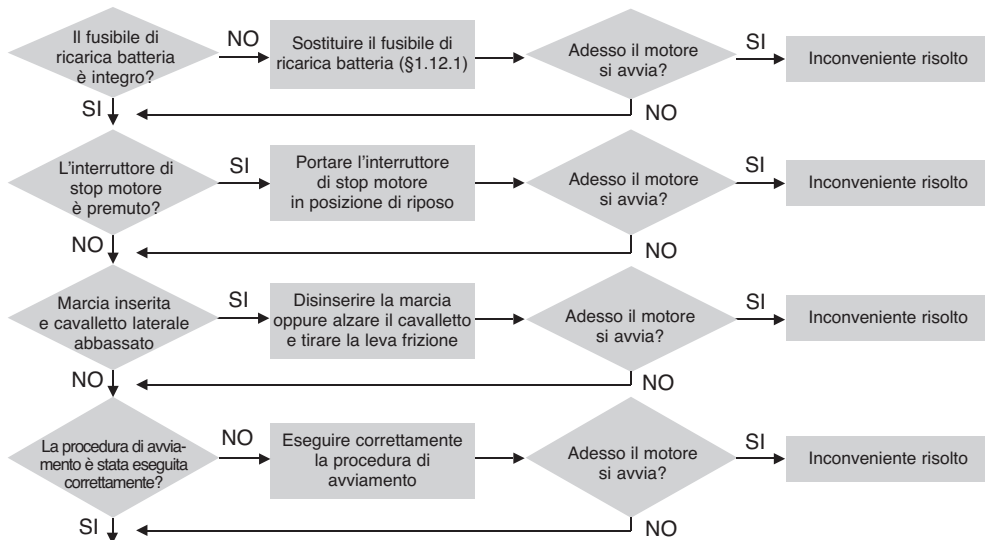 Il fusibile di
ricarica batteria
è integro?
NO
Sostituire il fusibile di
ricarica batteria (§1.12.1)
Adesso il motore
si avvia?
SI
Inconveniente risolto
SI
NO
L'interruttore di
stop motore
è premuto?
SI
Portare l'interruttore
di stop motore
in posizione di riposo
Adesso il motore
si avvia?
SI
Inconveniente risolto
NO
NO
Marcia inserita
e cavalletto laterale
abbassato
SI
Disinserire la marcia
oppure alzare il cavalletto
e tirare la leva frizione
Adesso il motore
si avvia?
SI
Inconveniente risolto
NO
NO
La procedura di avvia-
mento è stata eseguita
correttamente?
NO
Eseguire correttamente
la procedura di
avviamento
Adesso il motore
si avvia?
SI
Inconveniente risolto
SI
NO